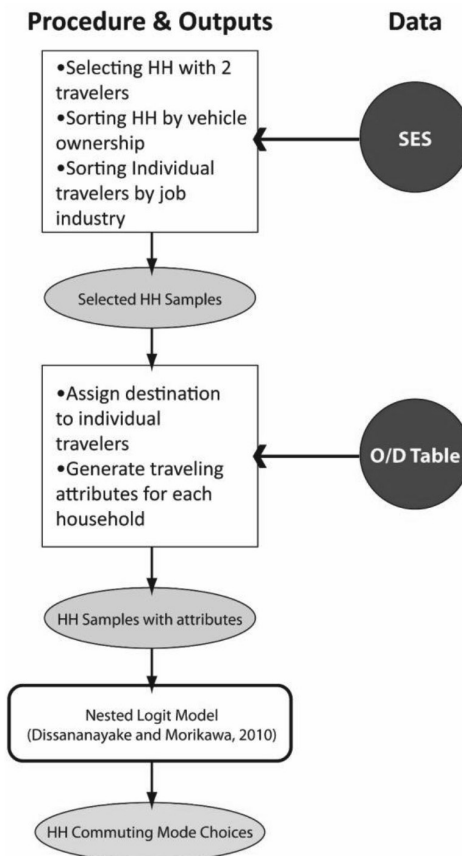 Procedure & Outputs
Data
•Selecting HH with 2
travelers
•Sorting HH by vehicle
ownership
•Sorting Individual
travelers by job
industry
SES
Selected HH Samples
•Assign destination to
individual
travelers
•Generate traveling
attributes for each
household
O/D Table
HH Samples with attributes
Nested Logit Model
(Dissananayake and Morikawa, 2010)
HH Commuting Mode Choices